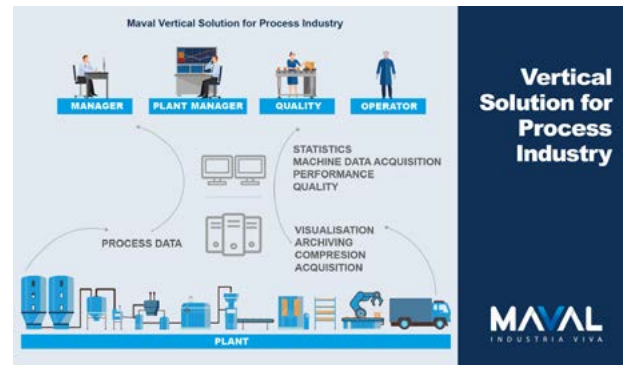 Maval Vertical Solution for Process Industry
MANAGER
PLANT MANAGER
QUALITY
OPERATOR
STATISTICS
MACHINE DATA ACQUISITION
PERFORMANCE
QUALITY
PROCESS DATA
VISUALISATION
ARCHIVING
COMPRESION
ACQUISITION
PLANT
Vertical
Solution for
Process
Industry
MAVAL
INDUSTRIA VIVA